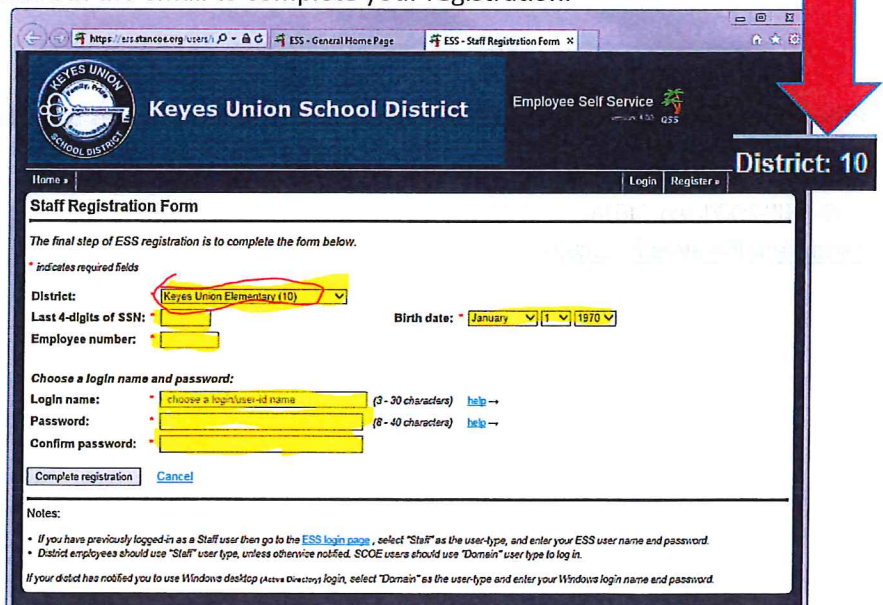 email to complete your registration.
https://ess.stancoe.org/users/r
ESS - General Home Page
ESS - Staff Registration Form ×
KEYES UNION
Family, Pride
SCHOOL DISTRICT
Keyes Union School District
Employee Self Service
QSS
District: 10
Home »
Login
Register »
Staff Registration Form
The final step of ESS registration is to complete the form below.
* indicates required fields
District: * Keyes Union Elementary (10)
Last 4-digits of SSN: *
Birth date: * January 1 1970
Employee number: *
Choose a login name and password:
Login name: * choose a login/user-id name (3 - 30 characters) help →
Password: * (8 - 40 characters) help →
Confirm password: *
Complete registration Cancel
Notes:
• If you have previously logged-in as a Staff user then go to the ESS login page , select "Staff" as the user-type, and enter your ESS user name and password.
• District employees should use "Staff" user type, unless otherwise notified. SCOE users should use "Domain" user type to log in.
If your distict has notified you to use Windows desktop (Active Directory) login, select "Domain" as the user-type and enter your Windows login name and password.